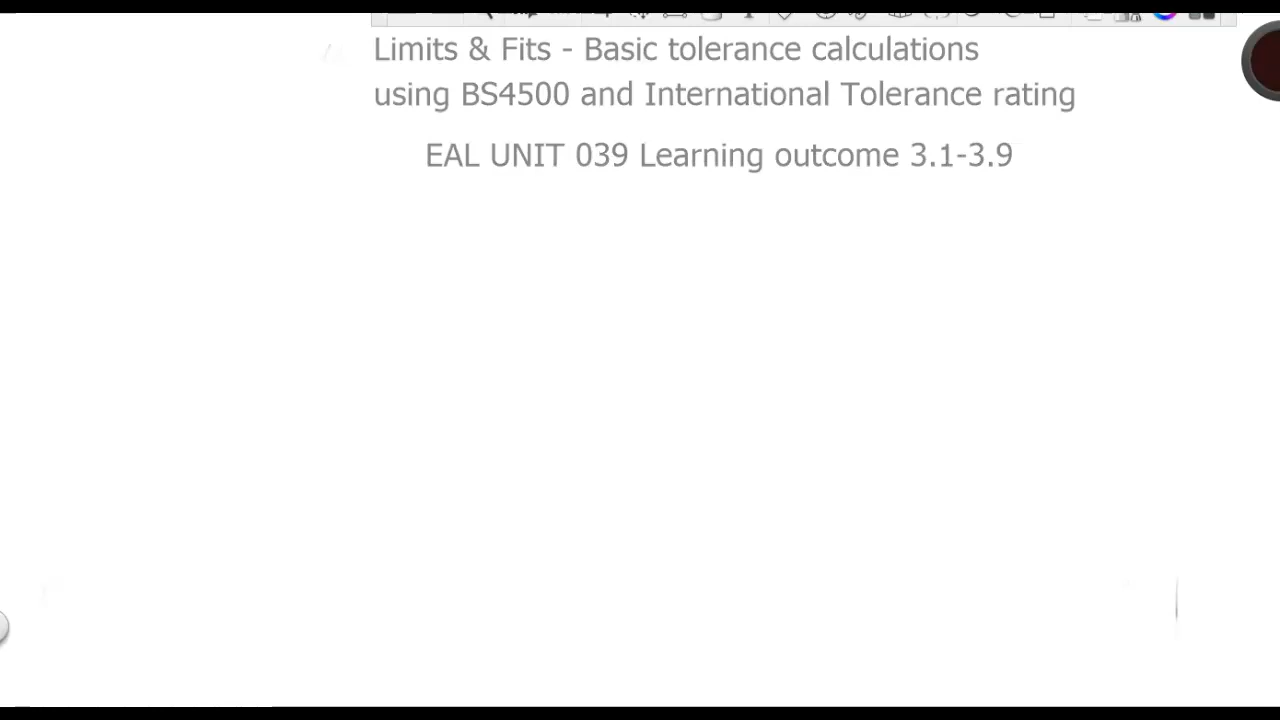 Limits & Fits - Basic tolerance calculations
using BS4500 and International Tolerance rating
EAL UNIT 039 Learning outcome 3.1-3.9